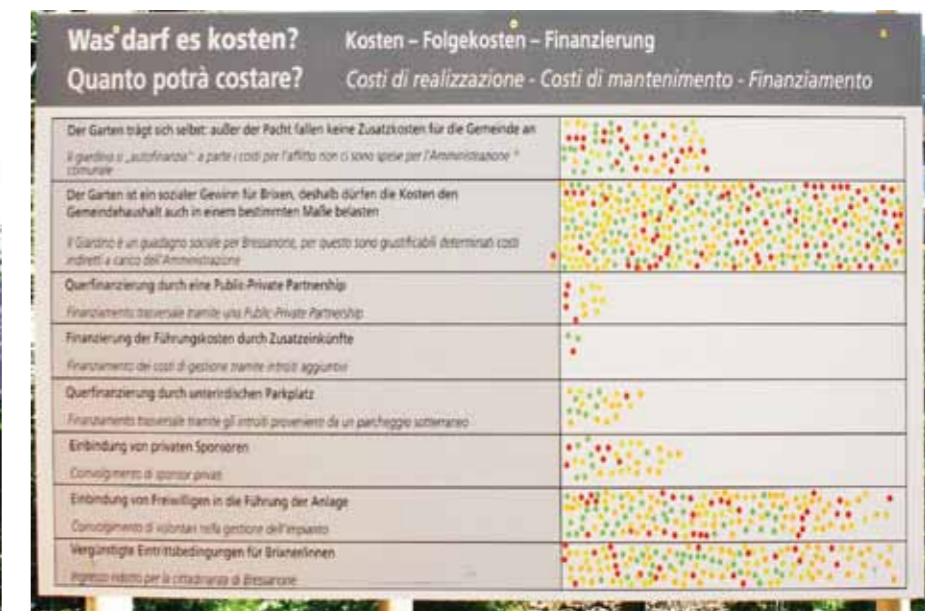 Was darf es kosten? Kosten – Folgekosten – Finanzierung
Quanto potrà costare? Costi di realizzazione - Costi di mantenimento - Finanziamento
Der Garten trägt sich selbst: außer der Pacht fallen keine Zusatzkosten für die Gemeinde an
Il giardino si „autofinanzia“: a parte i costi per l'affitto non ci sono spese per l'Amministrazione
comunale
Der Garten ist ein sozialer Gewinn für Brixen, deshalb dürfen die Kosten den
Gemeindehaushalt auch in einem bestimmten Maße belasten
Il Giardino è un guadagno sociale per Bressanone, per questo sono giustificabili determinati costi
indiretti a carico dell'Amministrazione
Querfinanzierung durch eine Public-Private Partnership
Finanziamento trasversale tramite una Public-Private Partnership
Finanzierung der Führungskosten durch Zusatzeinkünfte
Finanziamento dei costi di gestione tramite introiti aggiuntivi
Querfinanzierung durch unterirdischen Parkplatz
Finanziamento trasversale tramite gli introiti provenienti da un parcheggio sotterraneo
Einbindung von privaten Sponsoren
Convolgimento di sponsor privati
Einbindung von Freiwilligen in die Führung der Anlage
Convolgimento di volontari nella gestione dell'impianto
Vergünstigte Eintrittsbedingungen für BrixnerInnen
Ingresso ridotto per la cittadinanza di Bressanone